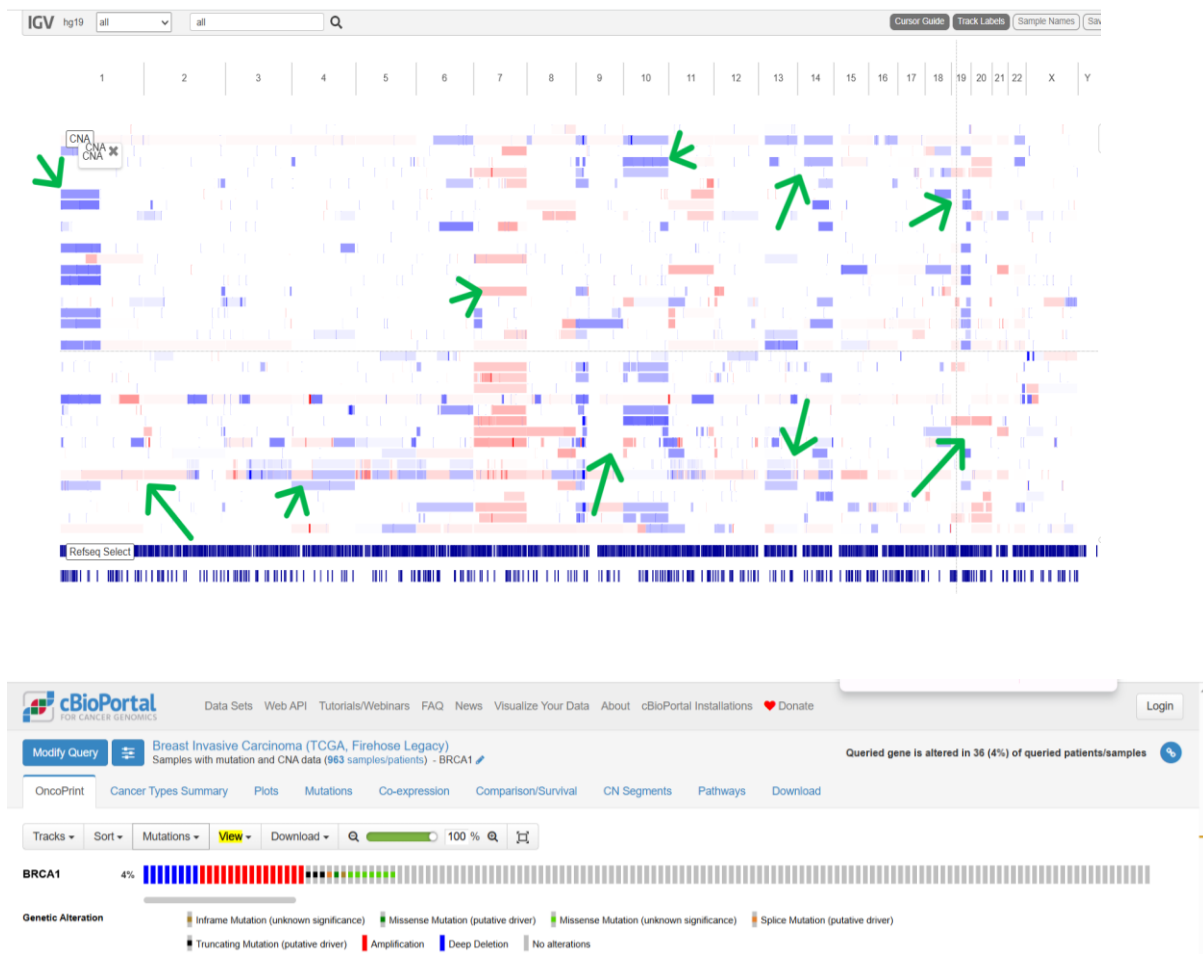 IGV hg19 all all Cursor Guide Track Labels Sample Names
1 2 3 4 5 6 7 8 9 10 11 12 13 14 15 16 17 18 19 20 21 22 X Y
CNA
CNA
CNA
Refseq Select
cBioPortal
FOR CANCER GENOMICS
Data Sets Web API Tutorials/Webinars FAQ News Visualize Your Data About cBioPortal Installations Donate Login
Modify Query
Breast Invasive Carcinoma (TCGA, Firehose Legacy)
Samples with mutation and CNA data (963 samples/patients) - BRCA1
Queried gene is altered in 36 (4%) of queried patients/samples
OncoPrint Cancer Types Summary Plots Mutations Co-expression Comparison/Survival CN Segments Pathways Download
Tracks Sort Mutations View Download 100 %
BRCA1 4%
Genetic Alteration
Inframe Mutation (unknown significance) Missense Mutation (putative driver) Missense Mutation (unknown significance) Splice Mutation (putative driver)
Truncating Mutation (putative driver) Amplification Deep Deletion No alterations